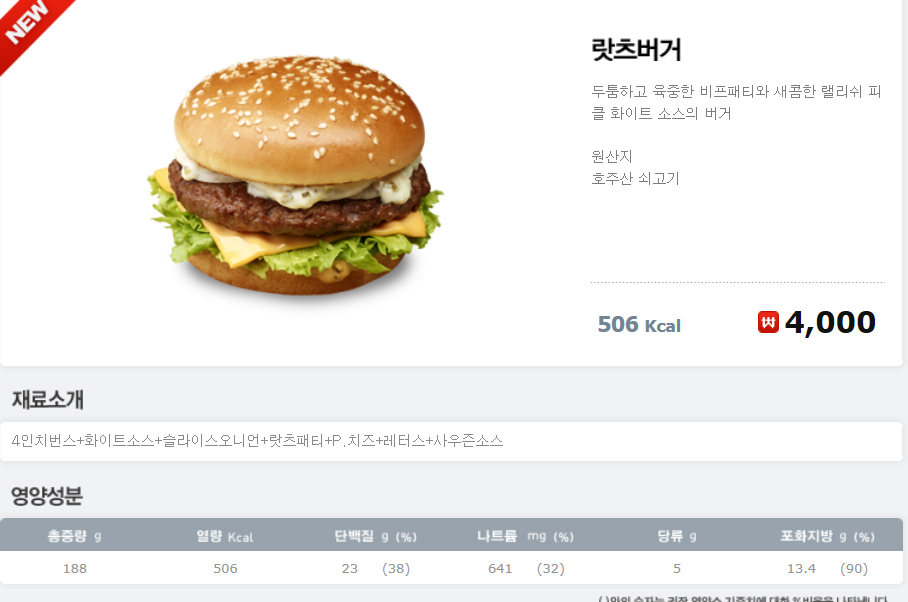 NEW
랏츠버거
두툼하고 육중한 비프패티와 새콤한 랠리쉬 피
클 화이트 소스의 버거
원산지
호주산 쇠고기
506 Kcal
₩ 4,000
재료소개
4인치번스+화이트소스+슬라이스오니언+랏츠패티+P.치즈+레터스+사우즌소스
영양성분
총중량 g 열량 Kcal 단백질 g (%) 나트륨 mg (%) 당류 g 포화지방 g (%)
188 506 23 (38) 641 (32) 5 13.4 (90)